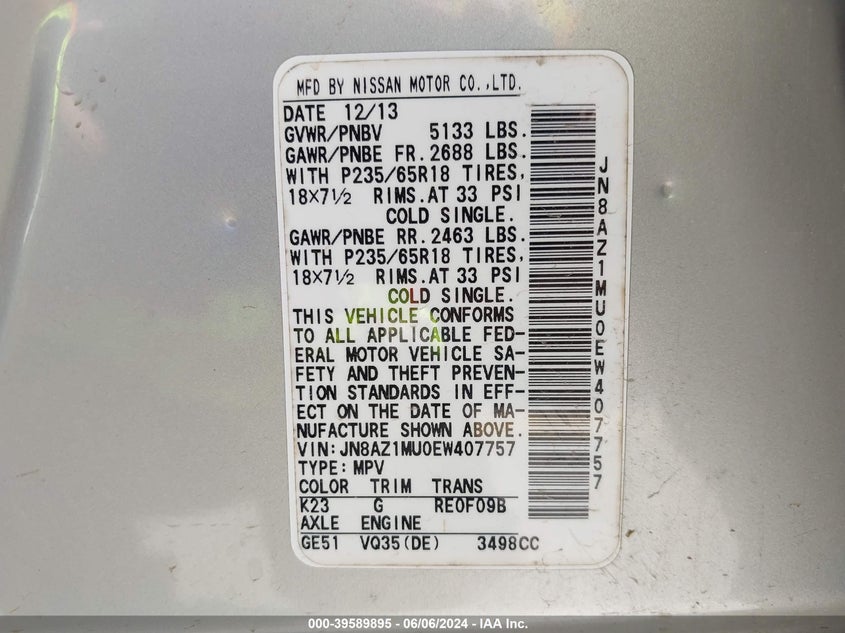 MFD BY NISSAN MOTOR CO.,LTD.
DATE 12/13
GVWR/PNBV 5133 LBS.
GAWR/PNBE FR. 2688 LBS.
WITH P235/65R18 TIRES,
18×7½ RIMS. AT 33 PSI
COLD SINGLE.
GAWR/PNBE RR. 2463 LBS.
WITH P235/65R18 TIRES,
18×7½ RIMS. AT 33 PSI
COLD SINGLE.
THIS VEHICLE CONFORMS
TO ALL APPLICABLE FED-
ERAL MOTOR VEHICLE SA-
FETY AND THEFT PREVEN-
TION STANDARDS IN EFF-
ECT ON THE DATE OF MA-
NUFACTURE SHOWN ABOVE.
VIN:JN8AZ1MU0EW407757
TYPE:MPV
COLOR TRIM TRANS
K23 G RE0F09B
AXLE ENGINE
GE51 VQ35(DE) 3498CC
JN8AZ1MU0EW407757
000-39589895 - 06/06/2024 - IAA Inc.